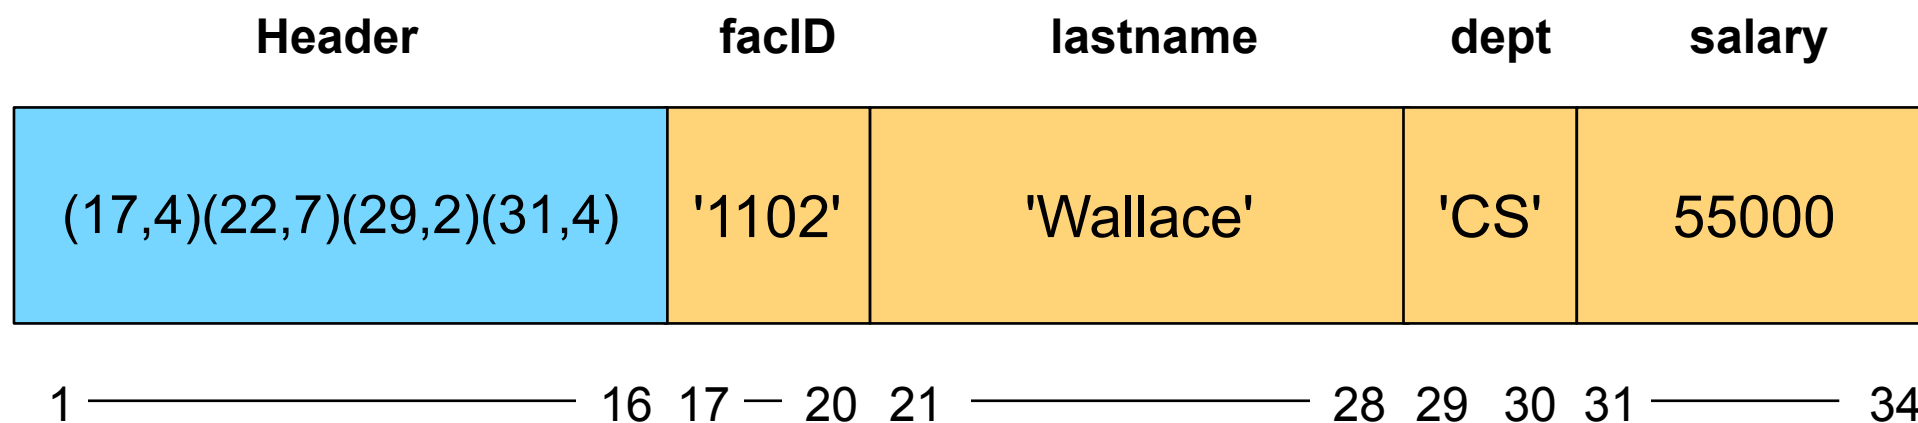 Header facID lastname dept salary
(17,4)(22,7)(29,2)(31,4) '1102' 'Wallace' 'CS' 55000
1 16 17 20 21 28 29 30 31 34